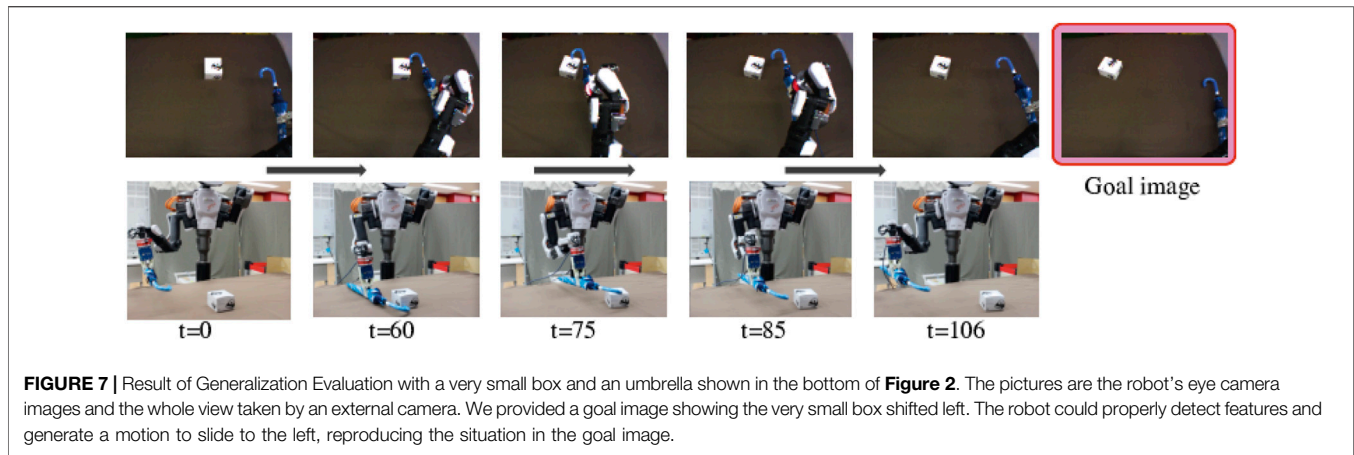 Goal image
t=0
t=60
t=75
t=85
t=106
FIGURE 7 | Result of Generalization Evaluation with a very small box and an umbrella shown in the bottom of Figure 2. The pictures are the robot's eye camera
images and the whole view taken by an external camera. We provided a goal image showing the very small box shifted left. The robot could properly detect features and
generate a motion to slide to the left, reproducing the situation in the goal image.